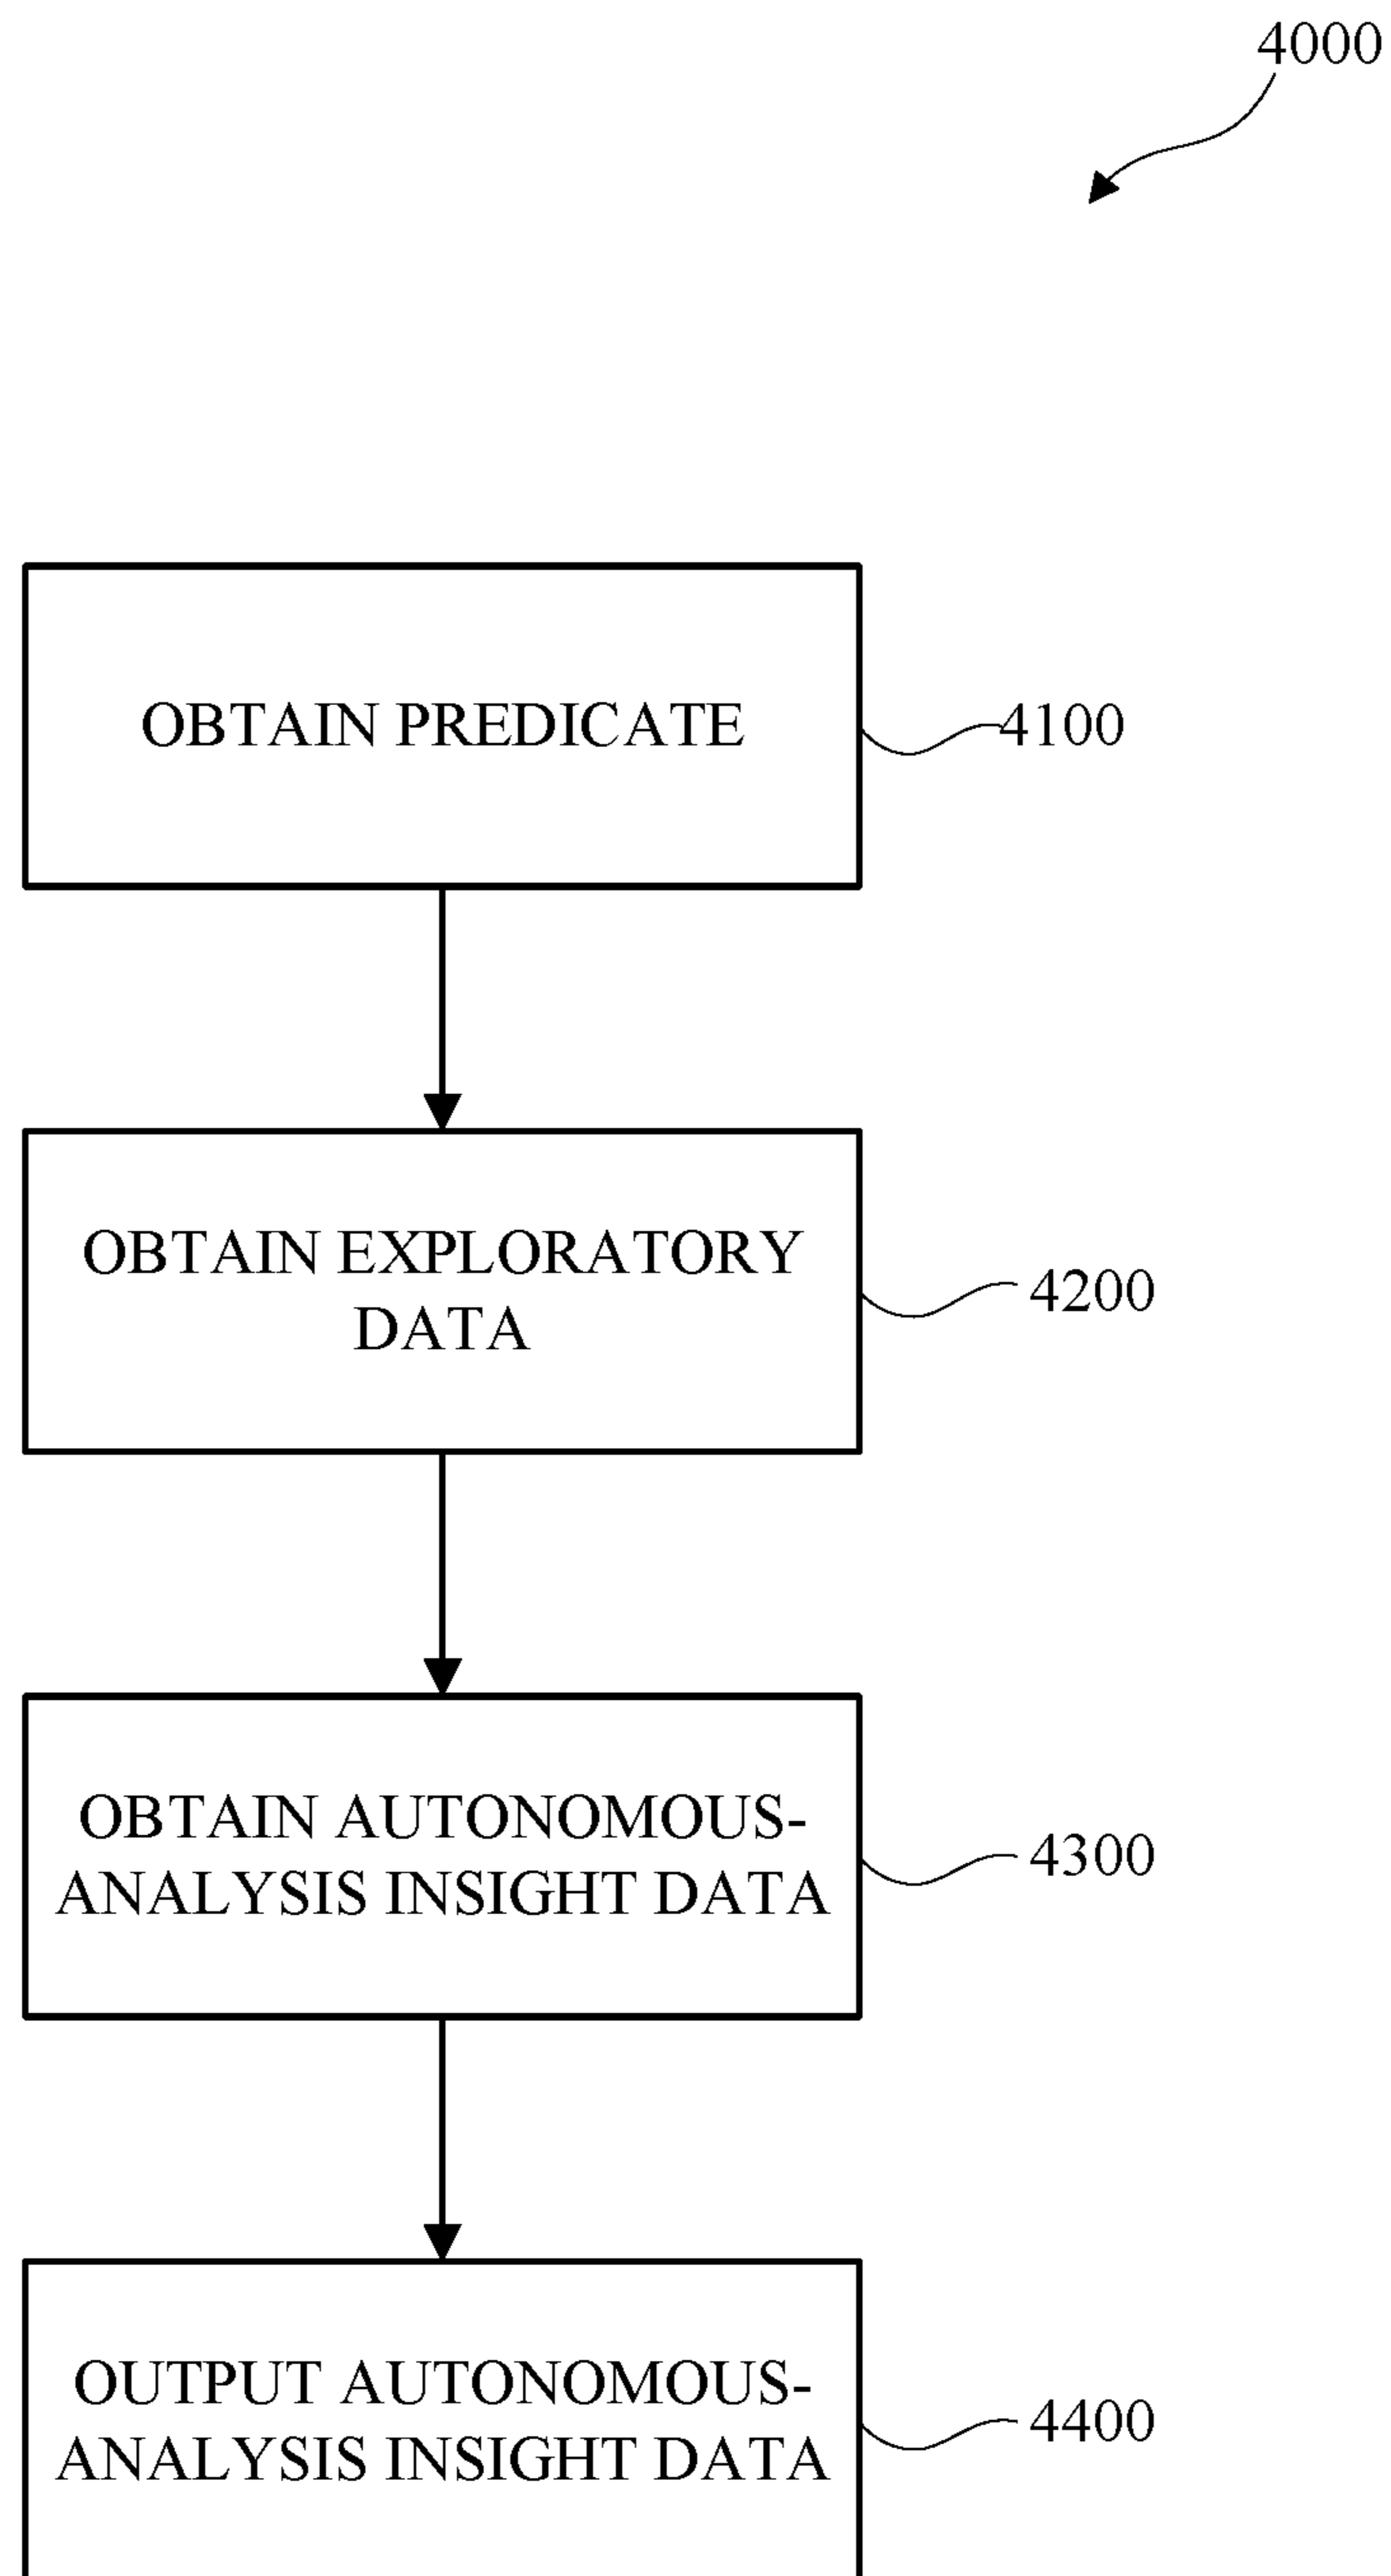 4000
OBTAIN PREDICATE
4100
OBTAIN EXPLORATORY
DATA
4200
OBTAIN AUTONOMOUS-
ANALYSIS INSIGHT DATA
4300
OUTPUT AUTONOMOUS-
ANALYSIS INSIGHT DATA
4400